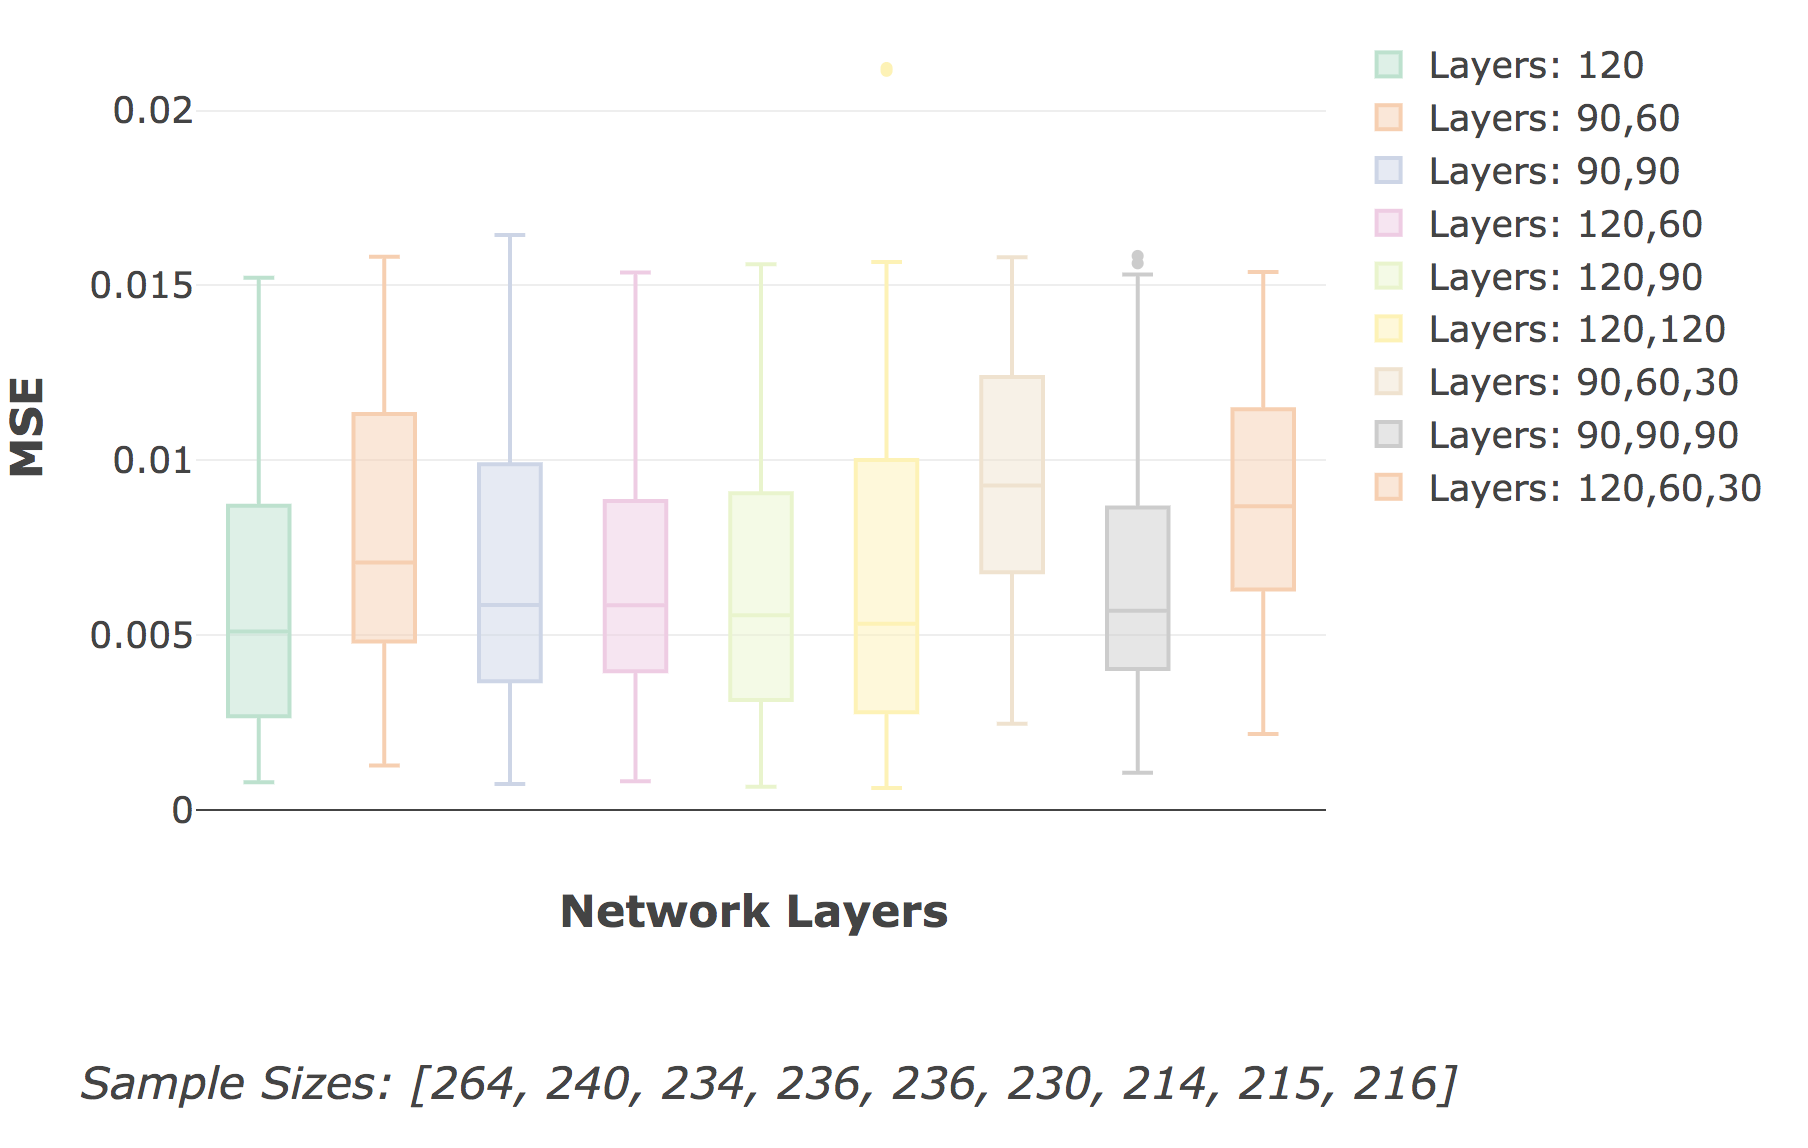 0.02
0.015
0.01
0.005
0
MSE
Network Layers
Layers: 120
Layers: 90,60
Layers: 90,90
Layers: 120,60
Layers: 120,90
Layers: 120,120
Layers: 90,60,30
Layers: 90,90,90
Layers: 120,60,30
Sample Sizes: [264, 240, 234, 236, 236, 230, 214, 215, 216]